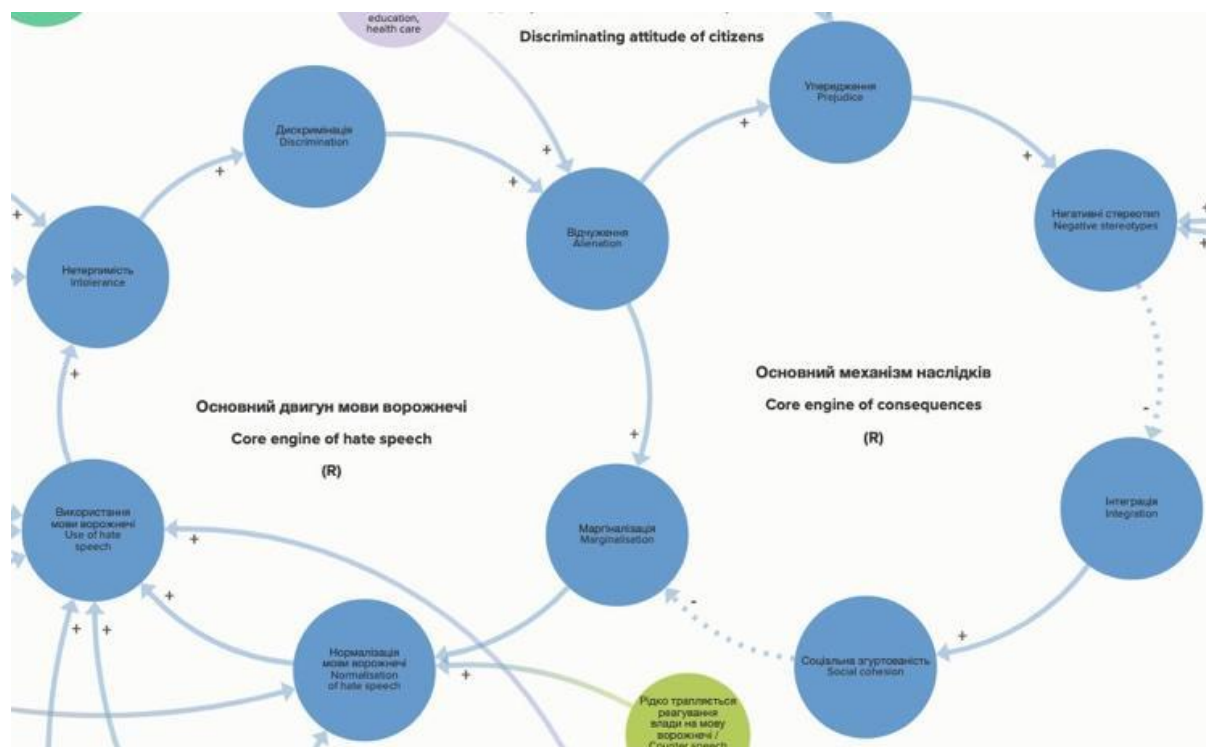 education,
health care
Discriminating attitude of citizens
Упередження
Prejudice
Дискримінація
Discrimination
+
+
+
+
+
+
Відчуження
Alienation
Негативні стереотип
Negative stereotypes
+
+
Нетерпимість
Intolerance
Основний двигун мови ворожнечі
Core engine of hate speech
(R)
Основний механізм наслідків
Core engine of consequences
(R)
+
+
-
Використання
мови ворожнечі
Use of hate
speech
Маргіналізація
Marginalisation
Інтеграція
Integration
+
+
-
+
+
+
Нормалізація
мови ворожнечі
Normalisation
of hate speech
+
Соціальна згуртованість
Social cohesion
Рідко трапляється
реагування
влади на мову
ворожнечі /
Counter speech